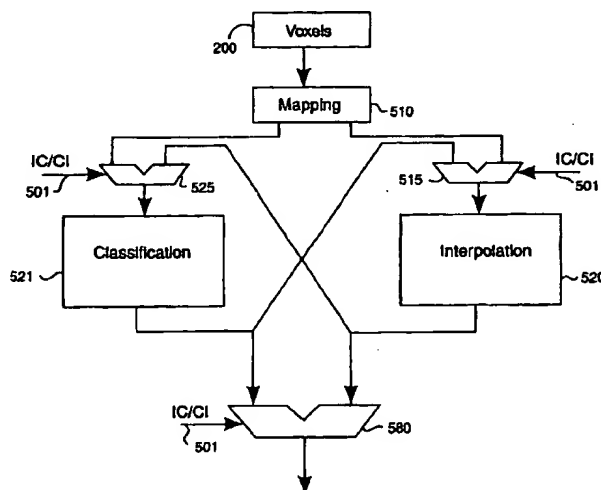 Voxels
200
Mapping
510
IC/CI
501
525
515
IC/CI
501
Classification
521
Interpolation
520
IC/CI
501
580